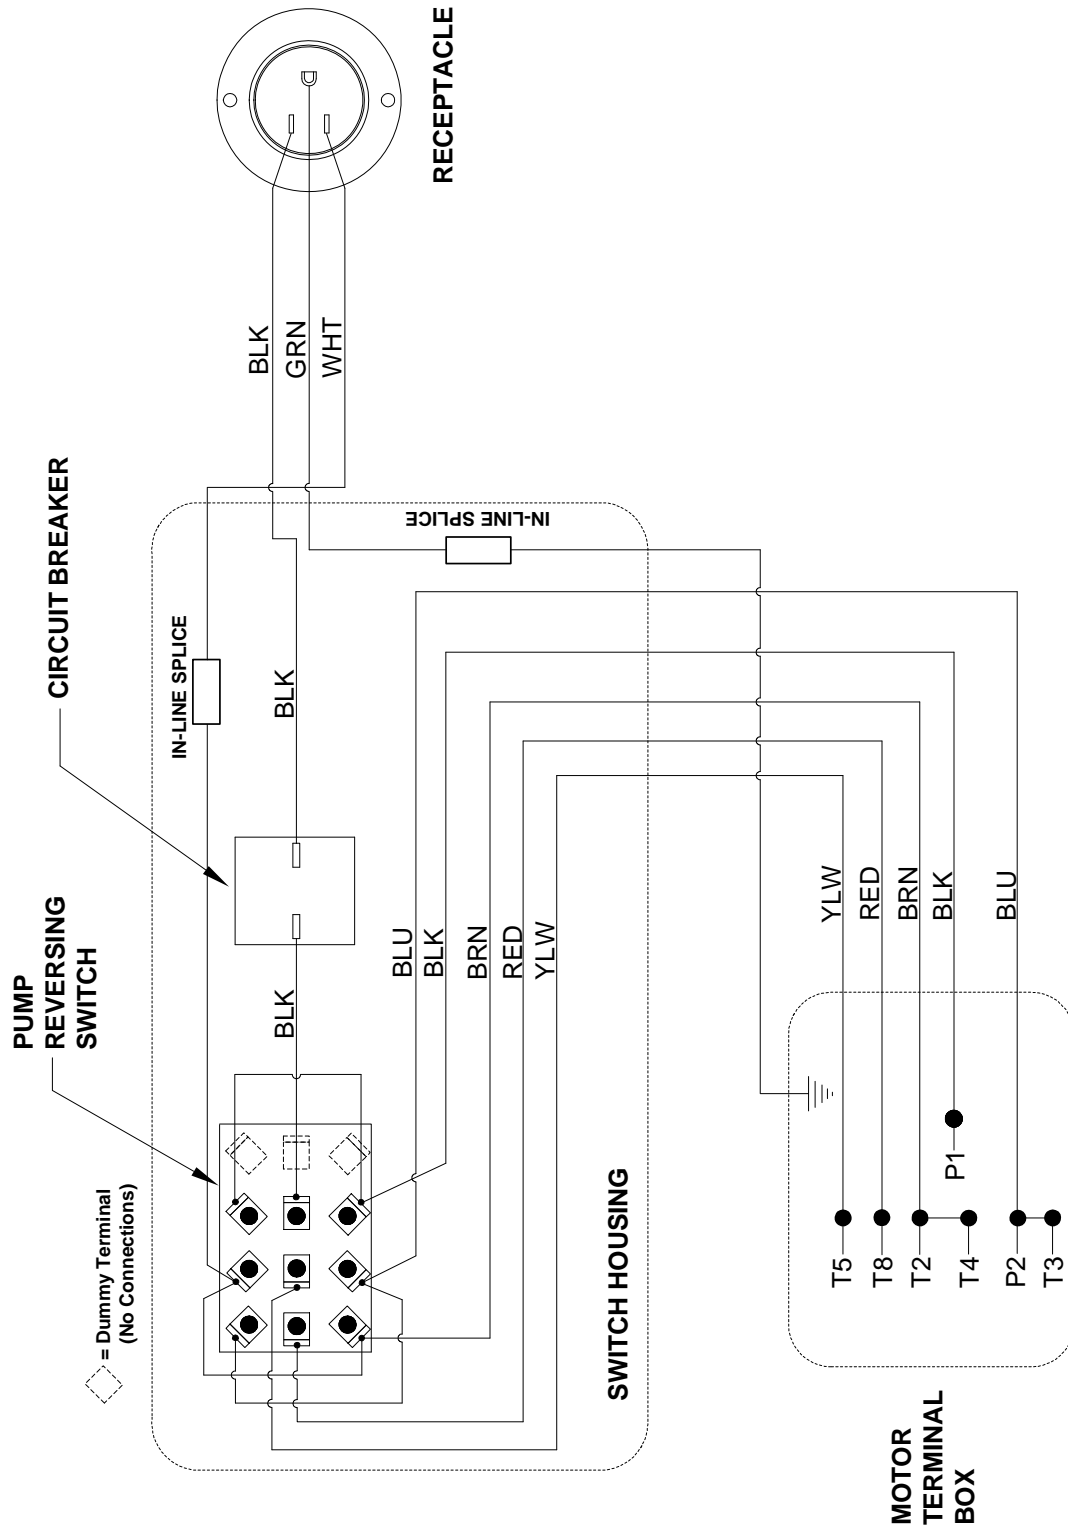 PUMP
REVERSING
SWITCH
CIRCUIT BREAKER
RECEPTACLE
= Dummy Terminal
(No Connections)
IN-LINE SPLICE
BLK
GRN
WHT
BLK
BLK
IN-LINE SPLICE
BLU
BLK
BRN
RED
YLW
SWITCH HOUSING
YLW
RED
BRN
BLK
BLU
T5
T8
T2
T4
P1
P2
T3
MOTOR
TERMINAL
BOX